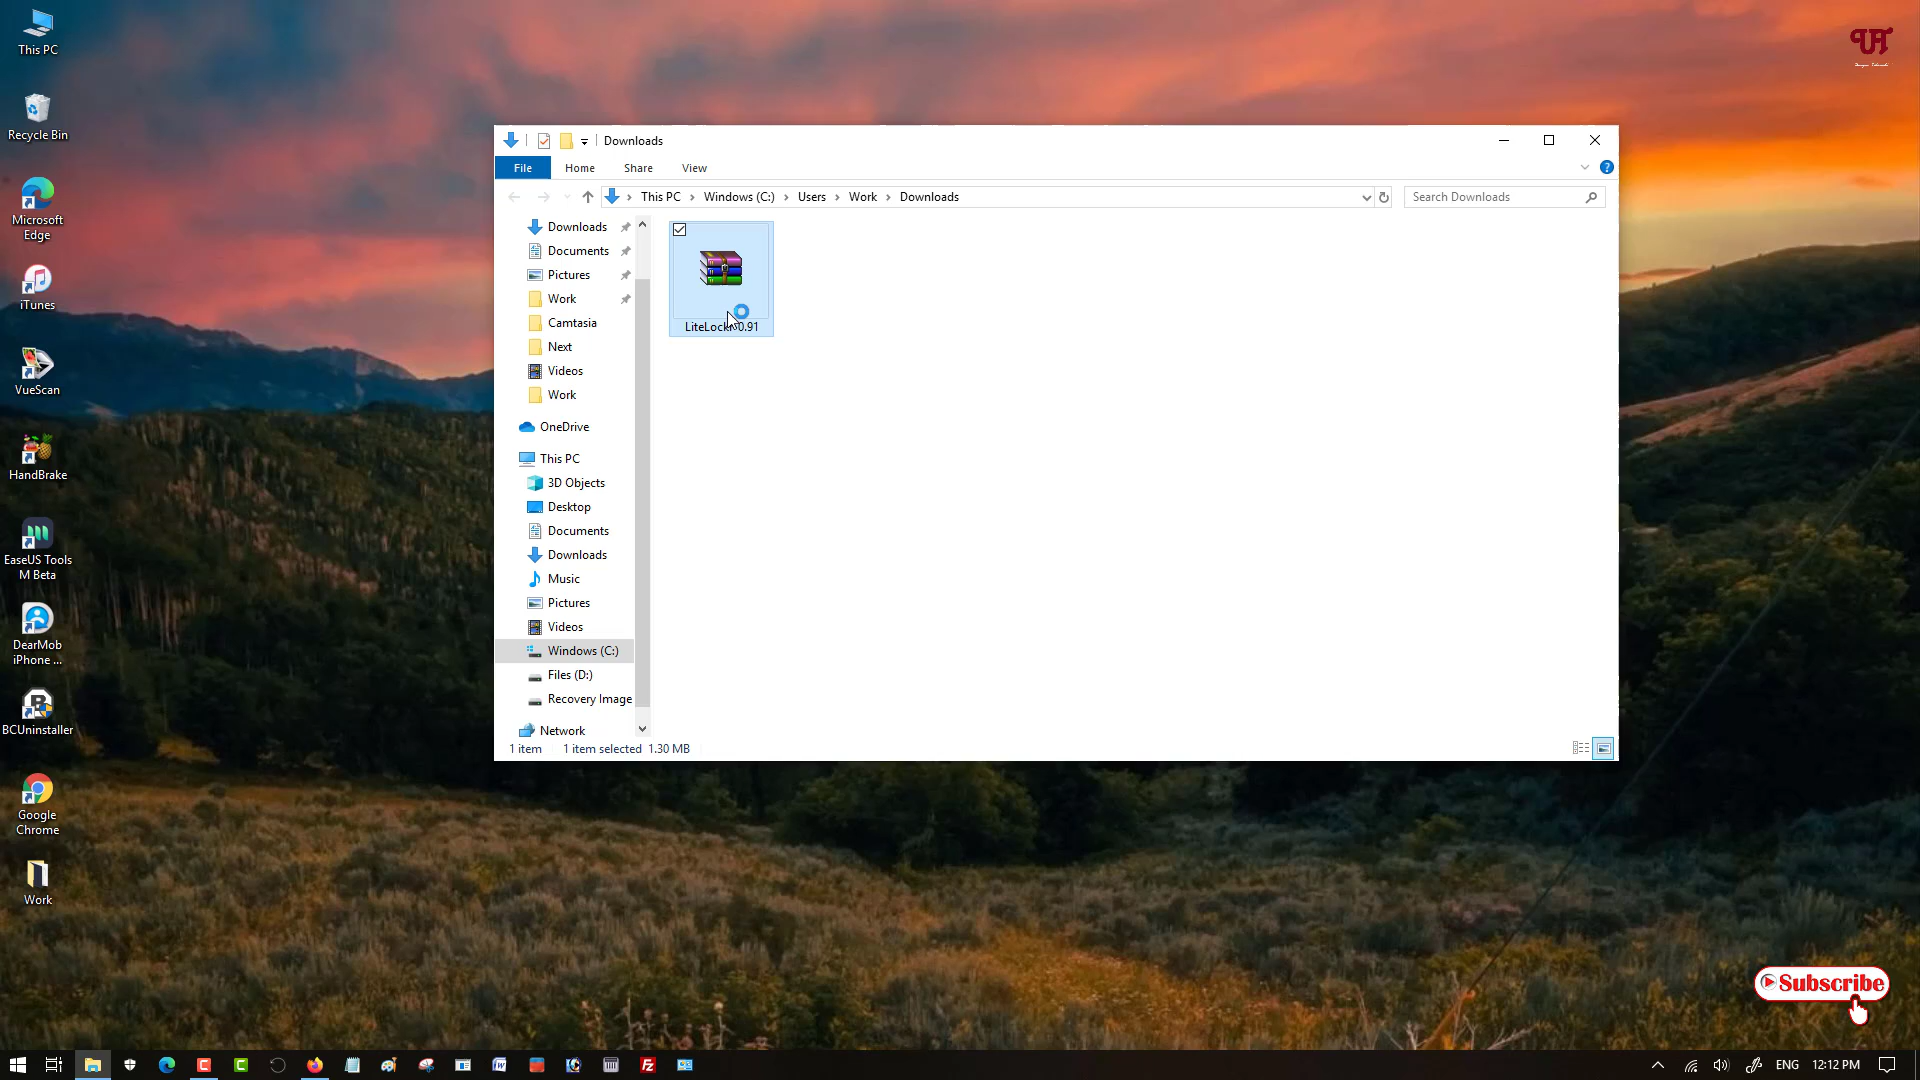 This PC
Recycle Bin
Microsoft
Edge
iTunes
VueScan
HandBrake
EaseUS Tools
M Beta
DearMob
iPhone ...
BCUninstaller
Google
Chrome
Work
Downloads
File
Home
Share
View
This PC
Windows (C:)
Users
Work
Downloads
Search Downloads
Downloads
Documents
Pictures
Work
Camtasia
Next
Videos
Work
OneDrive
This PC
3D Objects
Desktop
Documents
Downloads
Music
Pictures
Videos
Windows (C:)
Files (D:)
Recovery Image
Network
1 item
1 item selected 1.30 MB
Subscribe
ENG
12:12 PM